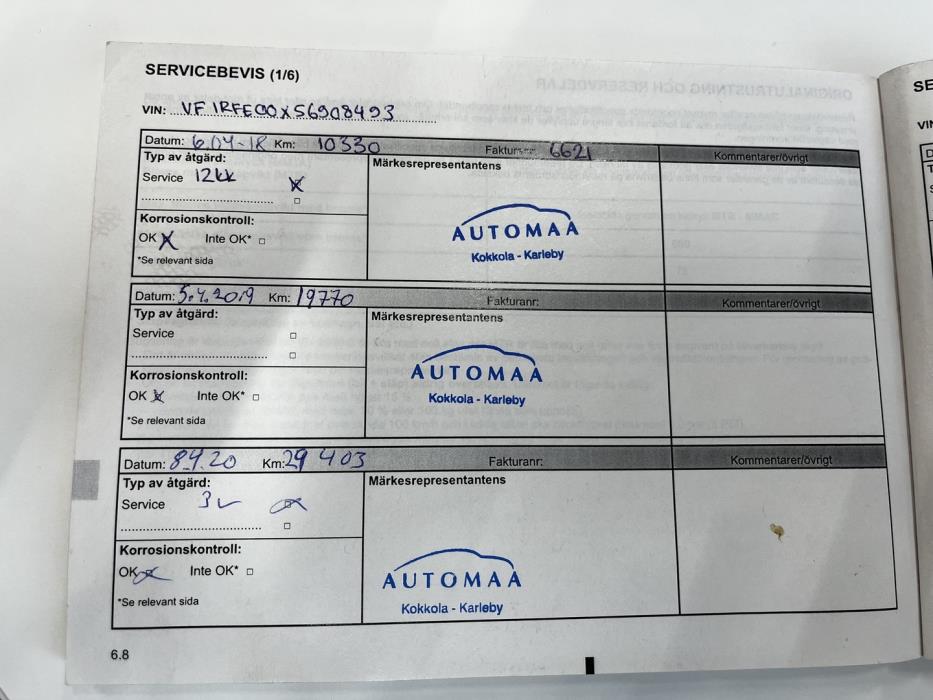 SERVICEBEVIS (1/6)
VIN: VF1RFE00X56908493
Datum: 6.04-18 Km: 10330 Fakturanr: 6621 Kommentarer/övrigt
Typ av åtgärd: Märkesrepresentantens
Service 12kk
AUTOMAA
Kokkola - Karleby
Korrosionskontroll:
OK X Inte OK*
*Se relevant sida
Datum: 5.4.2019 Km: 19770 Fakturanr: Kommentarer/övrigt
Typ av åtgärd: Märkesrepresentantens
Service
AUTOMAA
Kokkola - Karleby
Korrosionskontroll:
OK X Inte OK*
*Se relevant sida
Datum: 8.4.20 Km: 29 403 Fakturanr: Kommentarer/övrigt
Typ av åtgärd: Märkesrepresentantens
Service 3v
AUTOMAA
Kokkola - Karleby
Korrosionskontroll:
OK Inte OK*
*Se relevant sida
6.8